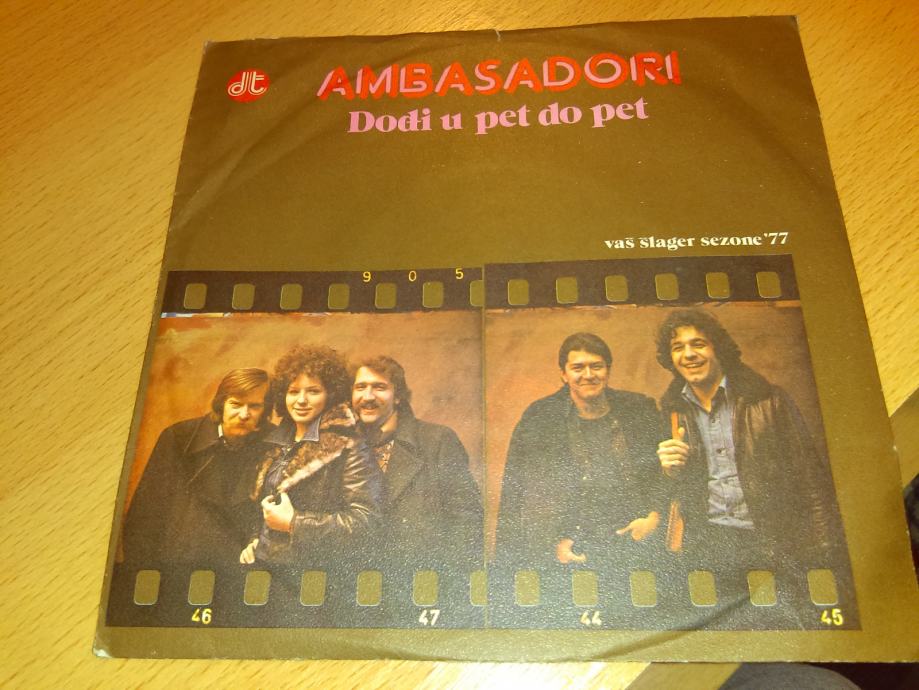 dt
AMBASADORI
Dođi u pet do pet
vaš šlager sezone '77
9 0 5
46
47
44
45